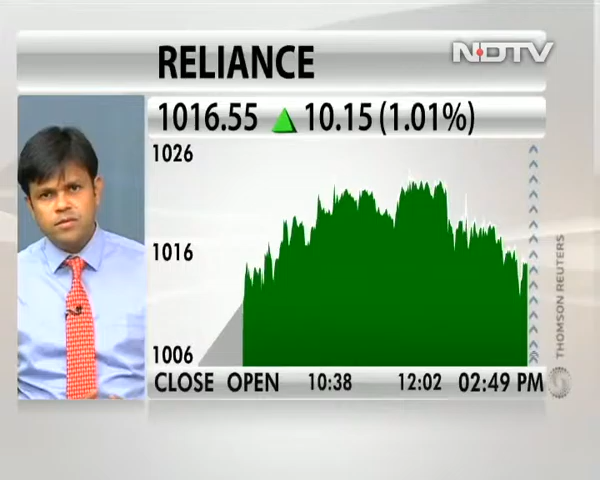 RELIANCE
NDTV
1016.55 ▲ 10.15 (1.01%)
1026
1016
1006
CLOSE OPEN 10:38 12:02 02:49 PM
THOMSON REUTERS